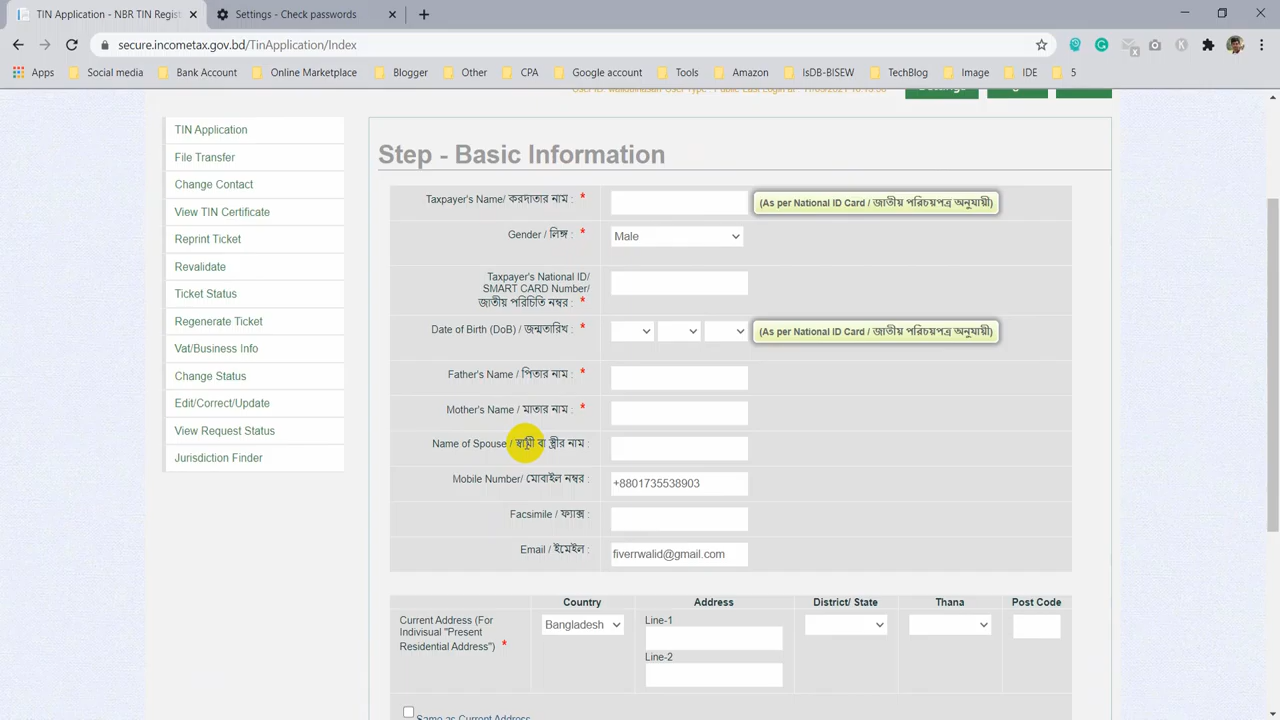 TIN Application - NBR TIN Regist
Settings - Check passwords
secure.incometax.gov.bd/TinApplication/Index
Apps Social media Bank Account Online Marketplace Blogger Other CPA Google account Tools Amazon IsDB-BISEW TechBlog Image IDE 5
TIN Application
File Transfer
Change Contact
View TIN Certificate
Reprint Ticket
Revalidate
Ticket Status
Regenerate Ticket
Vat/Business Info
Change Status
Edit/Correct/Update
View Request Status
Jurisdiction Finder
Step - Basic Information
Taxpayer's Name/ করদাতার নাম : * (As per National ID Card / জাতীয় পরিচয়পত্র অনুযায়ী)
Gender / লিঙ্গ : * Male
Taxpayer's National ID/
SMART CARD Number/
জাতীয় পরিচিতি নম্বর : *
Date of Birth (DoB) / জন্মতারিখ : * (As per National ID Card / জাতীয় পরিচয়পত্র অনুযায়ী)
Father's Name / পিতার নাম : *
Mother's Name / মাতার নাম : *
Name of Spouse / স্বামী বা স্ত্রীর নাম :
Mobile Number/ মোবাইল নম্বর : +8801735538903
Facsimile / ফ্যাক্স :
Email / ইমেইল : fiverrwalid@gmail.com
Country Address District/ State Thana Post Code
Current Address (For
Indivisual "Present
Residential Address") *
Bangladesh
Line-1
Line-2
Same as Current Address